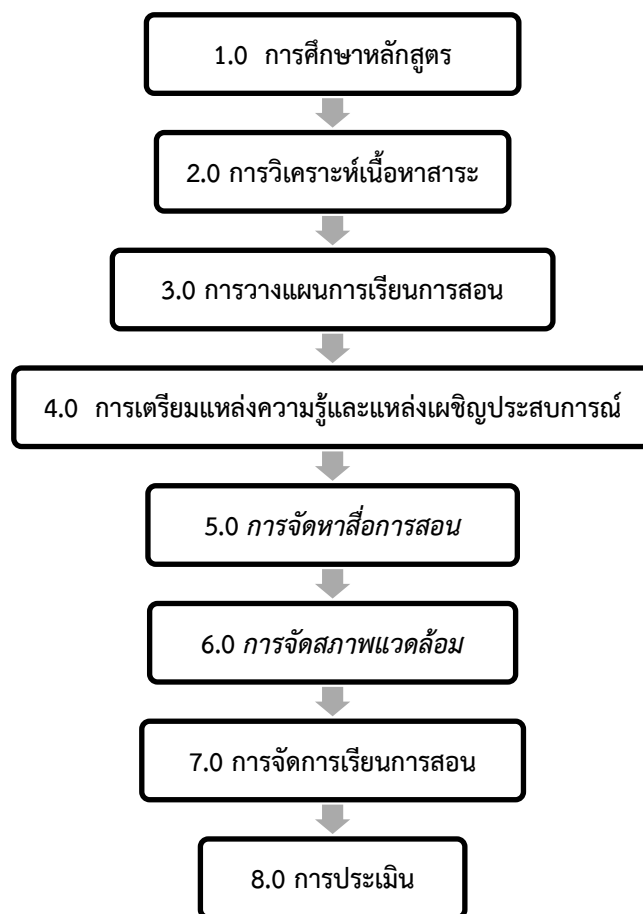 1.0 การศึกษาหลักสูตร
2.0 การวิเคราะห์เนื้อหาสาระ
3.0 การวางแผนการเรียนการสอน
4.0 การเตรียมแหล่งความรู้และแหล่งเผชิญประสบการณ์
5.0 การจัดหาสื่อการสอน
6.0 การจัดสภาพแวดล้อม
7.0 การจัดการเรียนการสอน
8.0 การประเมิน